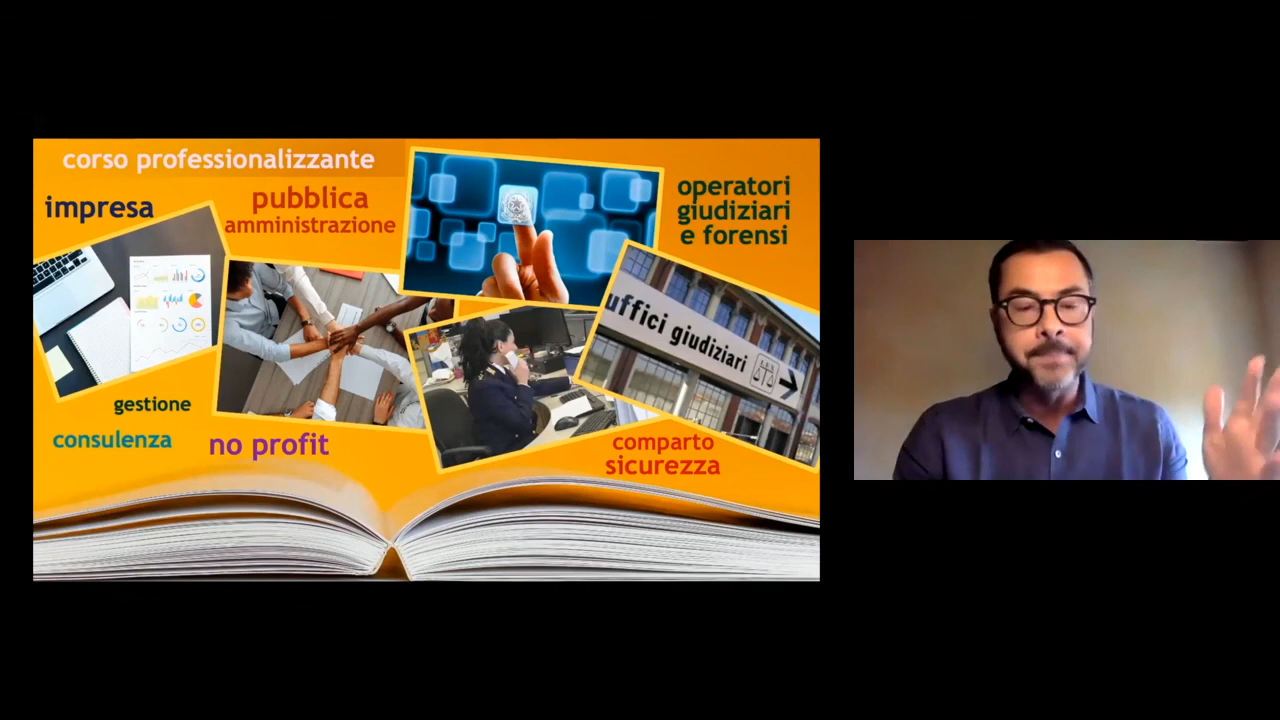 corso professionalizzante
impresa
pubblica
amministrazione
operatori
giudiziari
e forensi
uffici giudiziari
gestione
consulenza
no profit
comparto
sicurezza